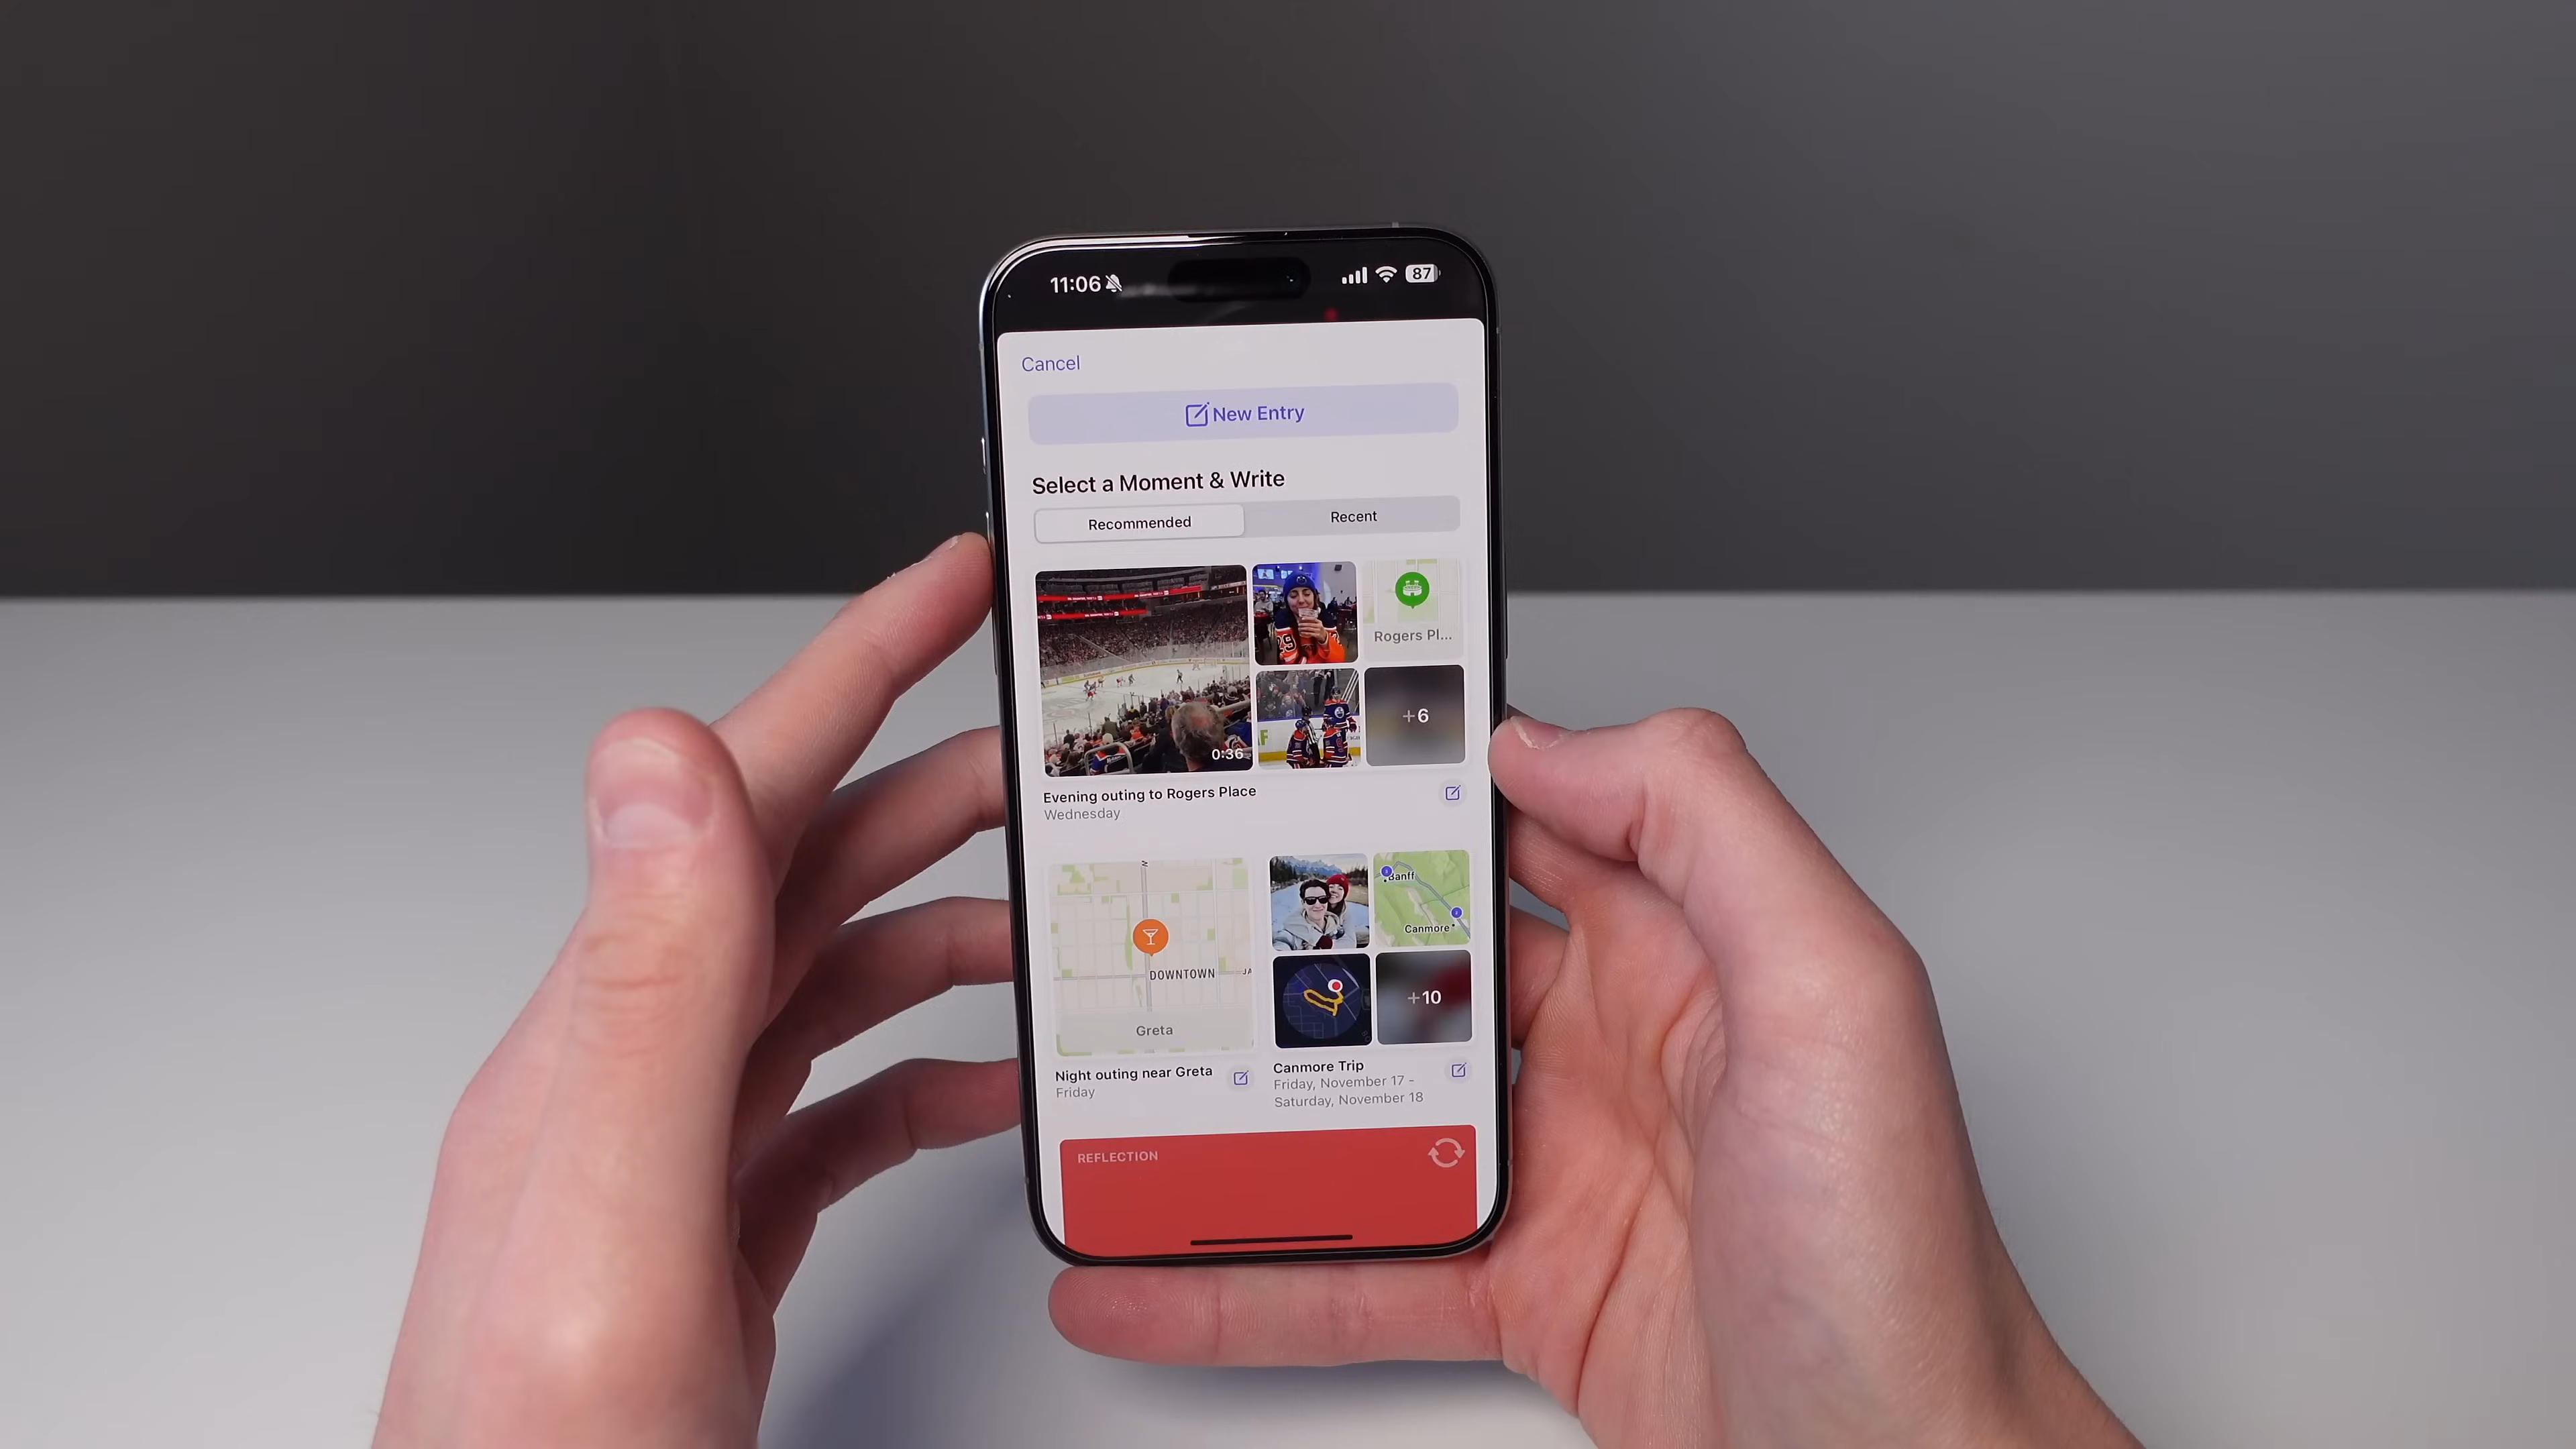 11:06
87
Cancel
New Entry
Select a Moment & Write
Recommended
Recent
29
Rogers Pl...
0:36
+6
Evening outing to Rogers Place
Wednesday
DOWNTOWN
JA
Greta
Banff
Canmore
+10
Night outing near Greta
Friday
Canmore Trip
Friday, November 17 -
Saturday, November 18
REFLECTION